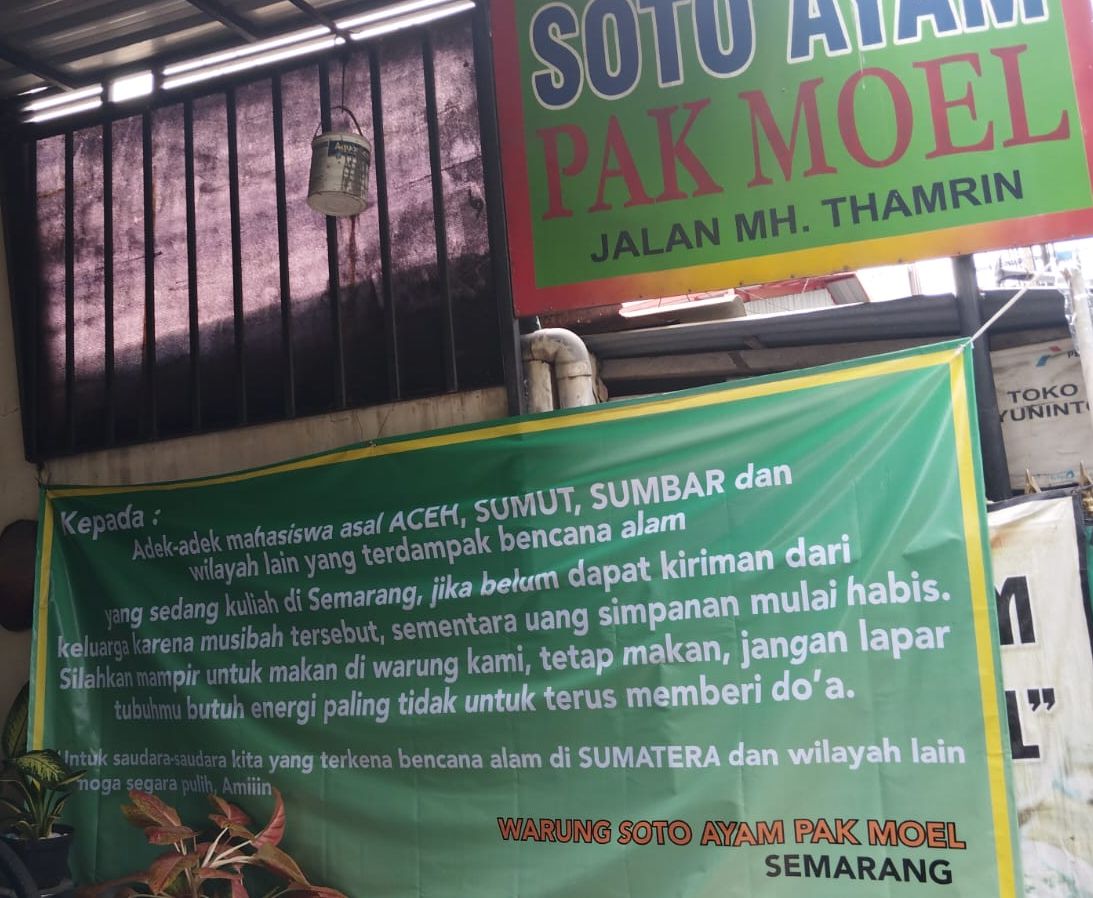 SOTO AYAM
PAK MOEL
JALAN MH. THAMRIN
Aqua
TOKO
Kepada :
Adek-adek mahasiswa asal ACEH, SUMUT, SUMBAR dan
wilayah lain yang terdampak bencana alam
yang sedang kuliah di Semarang, jika belum dapat kiriman dari
keluarga karena musibah tersebut, sementara uang simpanan mulai habis.
Silahkan mampir untuk makan di warung kami, tetap makan, jangan lapar
tubuhmu butuh energi paling tidak untuk terus memberi do'a.
Untuk saudara-saudara kita yang terkena bencana alam di SUMATERA dan wilayah lain
moga segara pulih, Amiiin
WARUNG SOTO AYAM PAK MOEL
SEMARANG